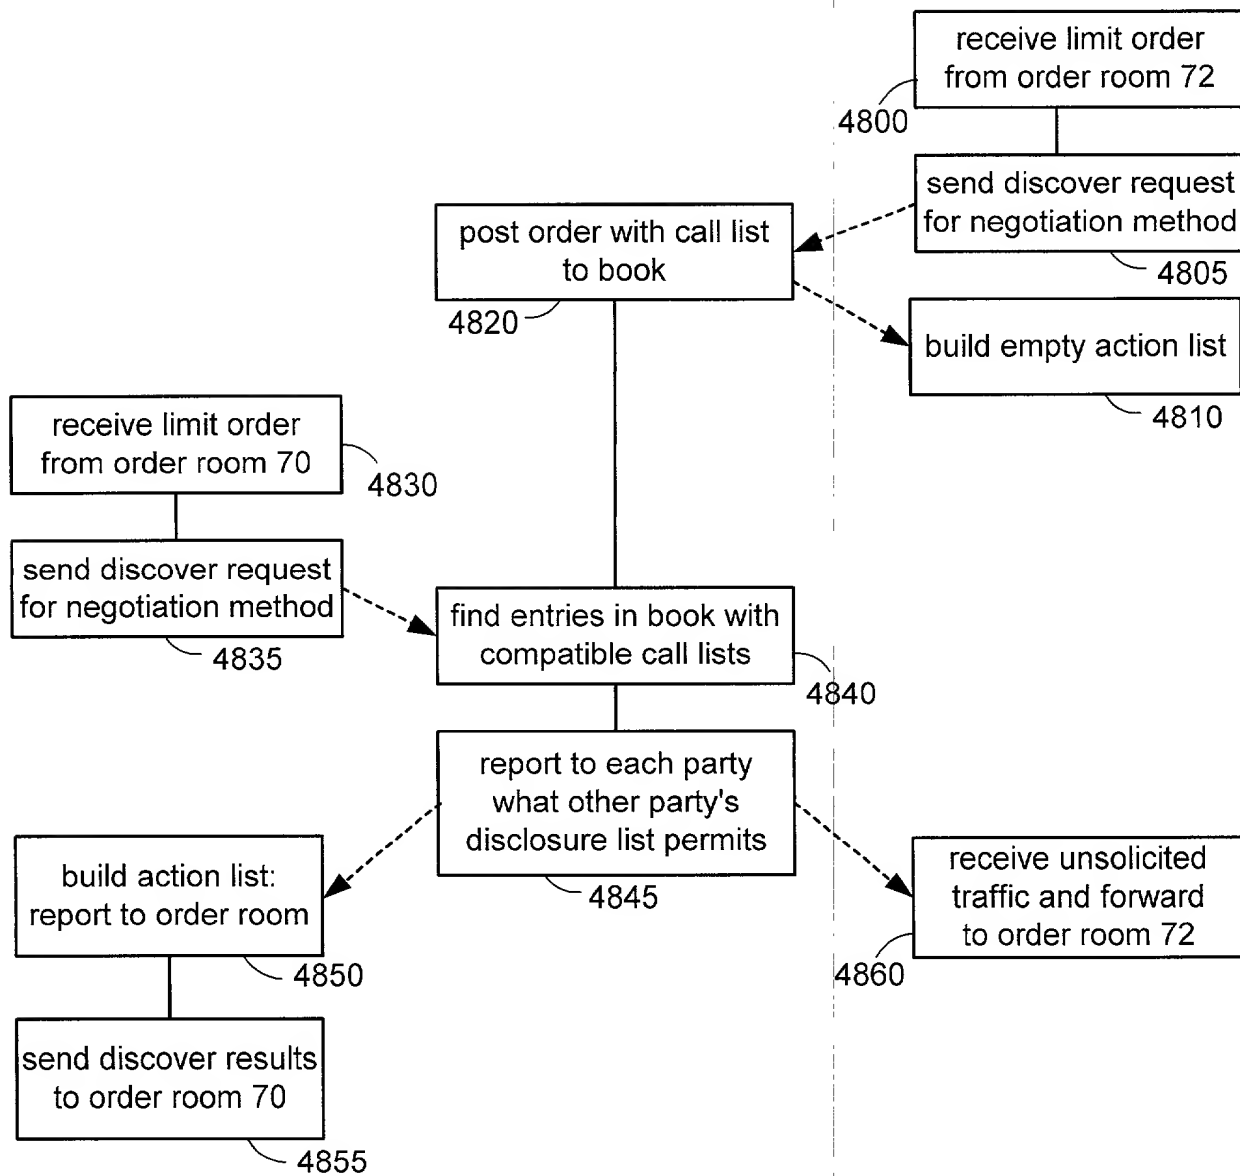 receive limit order
from order room 72
4800
send discover request
for negotiation method
4805
post order with call list
to book
4820
build empty action list
4810
receive limit order
from order room 70
4830
send discover request
for negotiation method
4835
find entries in book with
compatible call lists
4840
report to each party
what other party's
disclosure list permits
4845
build action list:
report to order room
4850
receive unsolicited
traffic and forward
to order room 72
4860
send discover results
to order room 70
4855